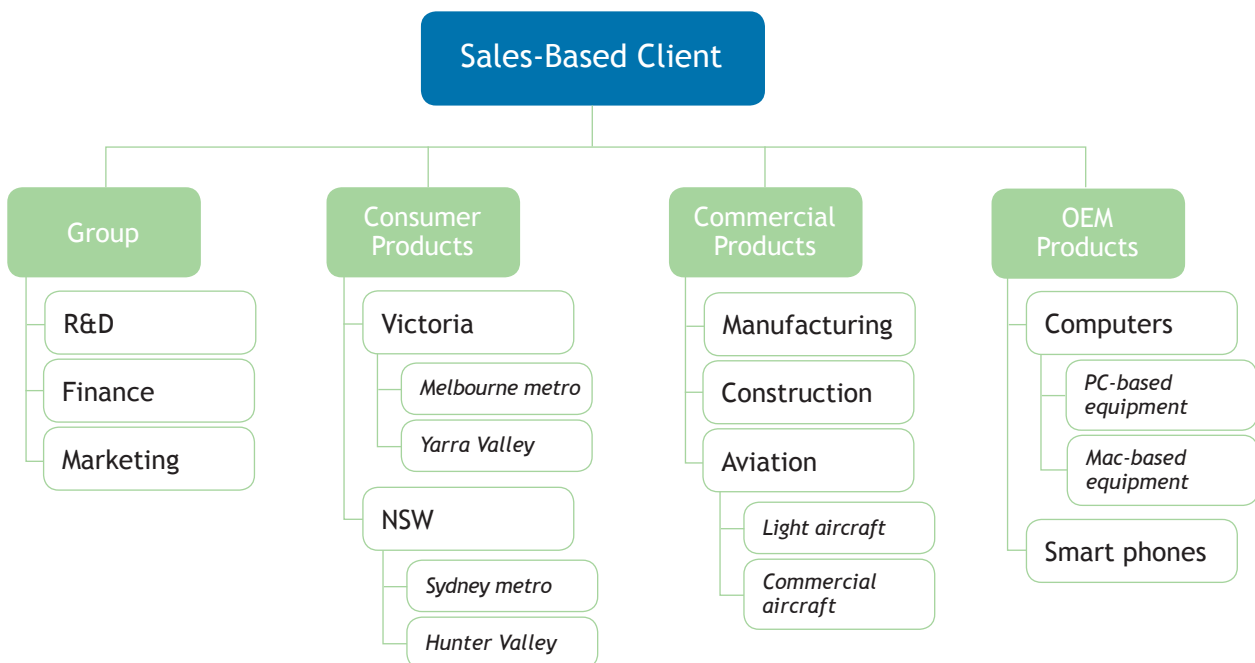 Sales-Based Client
Group
R&D
Finance
Marketing
Consumer
Products
Victoria
Melbourne metro
Yarra Valley
NSW
Sydney metro
Hunter Valley
Commercial
Products
Manufacturing
Construction
Aviation
Light aircraft
Commercial
aircraft
OEM
Products
Computers
PC-based
equipment
Mac-based
equipment
Smart phones